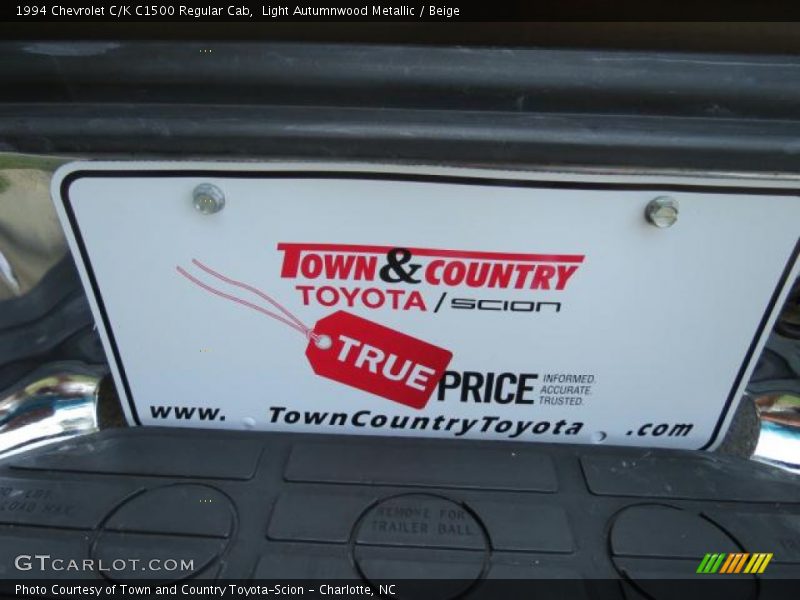 1994 Chevrolet C/K C1500 Regular Cab,  Light Autumnwood Metallic / Beige
TOWN & COUNTRY
TOYOTA / SCION
TRUE PRICE INFORMED.
ACCURATE.
TRUSTED.
www. TownCountryToyota .com
REMOVE FOR
TRAILER BALL
GTCARLOT.COM
Photo Courtesy of Town and Country Toyota-Scion - Charlotte, NC